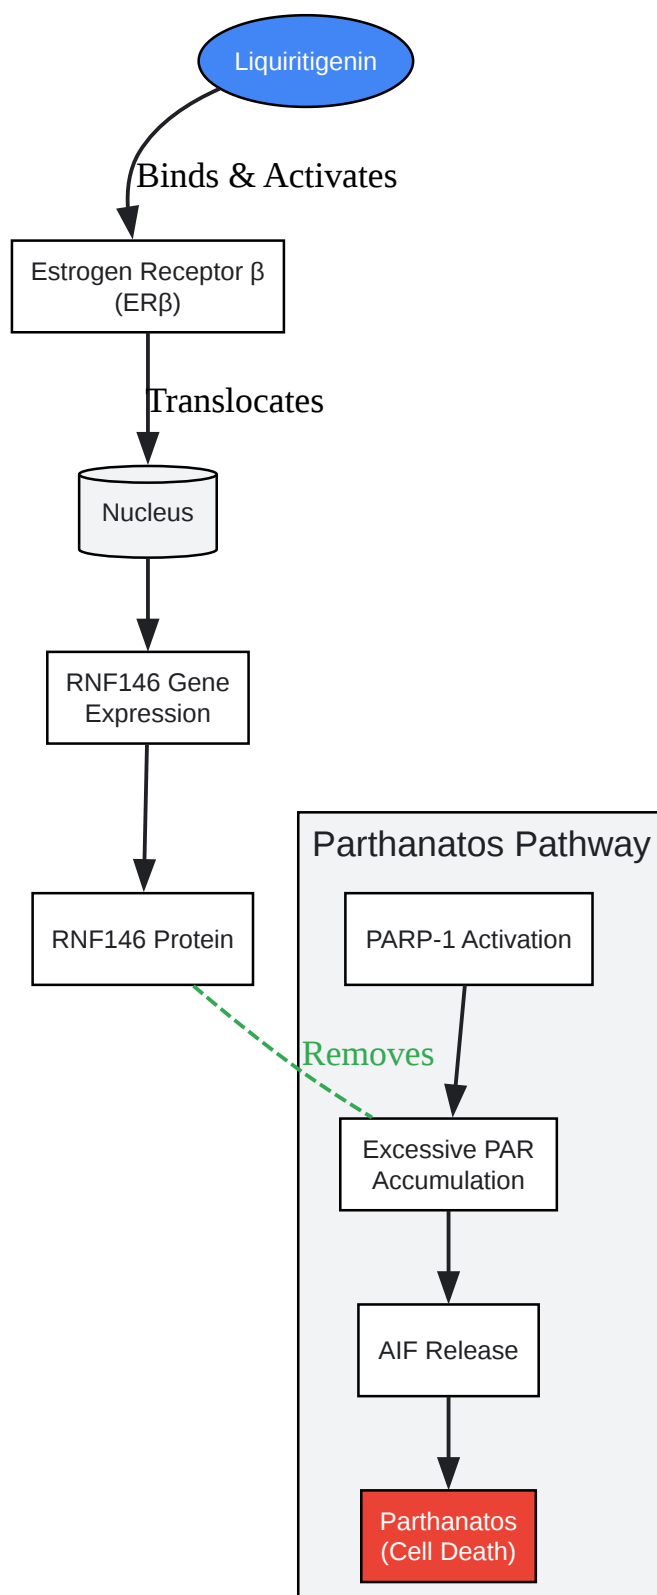 Liquiritigenin
Binds & Activates
Estrogen Receptor β
(ERβ)
Translocates
Nucleus
RNF146 Gene
Expression
Parthanatos Pathway
RNF146 Protein
PARP-1 Activation
Removes
Excessive PAR
Accumulation
AIF Release
Parthanatos
(Cell Death)